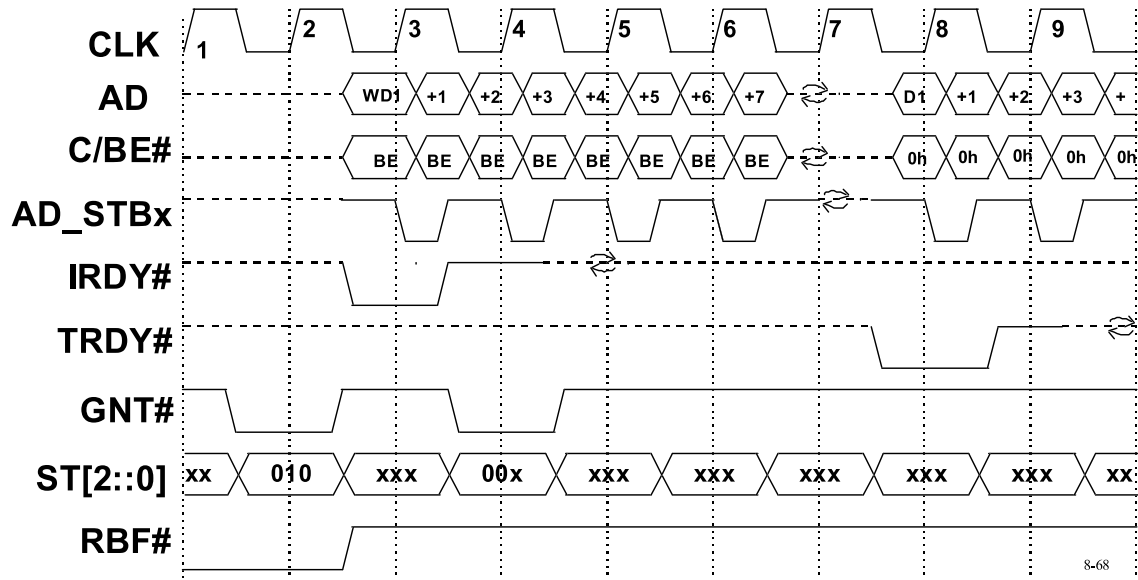 CLK 1 2 3 4 5 6 7 8 9
AD WD1 +1 +2 +3 +4 +5 +6 +7 D1 +1 +2 +3 +
C/BE# BE BE BE BE BE BE BE BE 0h 0h 0h 0h 0h
AD_STBx
IRDY#
TRDY#
GNT#
ST[2::0] xx 010 xxx 00x xxx xxx xxx xxx xxx xx
RBF#
8-68